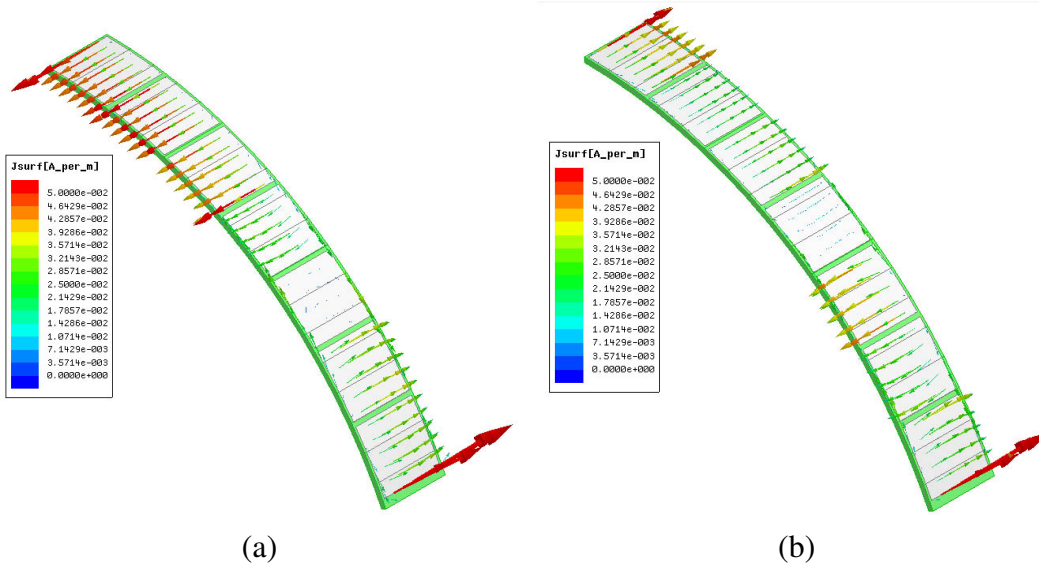 Jsurf[A_per_m]
5.0000e-002
4.6429e-002
4.2857e-002
3.9286e-002
3.5714e-002
3.2143e-002
2.8571e-002
2.5000e-002
2.1429e-002
1.7857e-002
1.4286e-002
1.0714e-002
7.1429e-003
3.5714e-003
0.0000e+000
(a)
Jsurf[A_per_m]
5.0000e-002
4.6429e-002
4.2857e-002
3.9286e-002
3.5714e-002
3.2143e-002
2.8571e-002
2.5000e-002
2.1429e-002
1.7857e-002
1.4286e-002
1.0714e-002
7.1429e-003
3.5714e-003
0.0000e+000
(b)